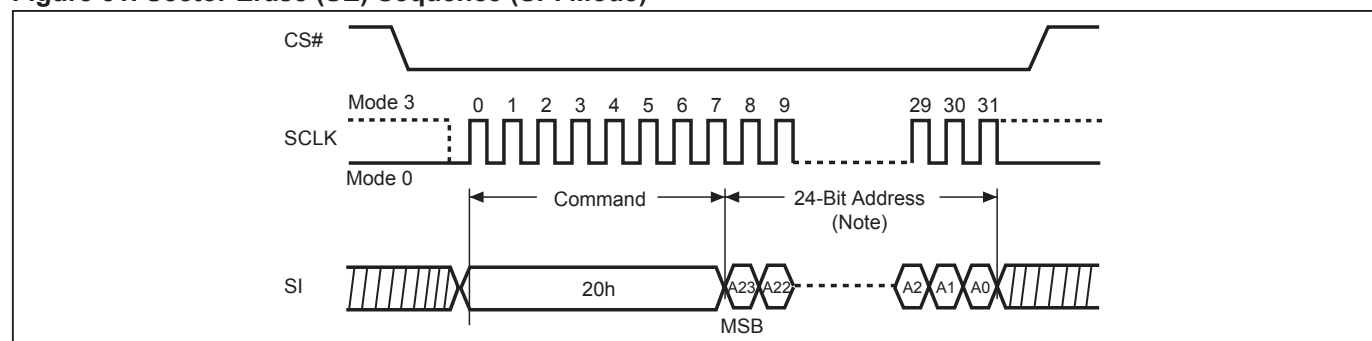 CS#
Mode 3
0 1 2 3 4 5 6 7 8 9 29 30 31
SCLK
Mode 0
Command
24-Bit Address
(Note)
SI
20h
A23 A22 A2 A1 A0
MSB